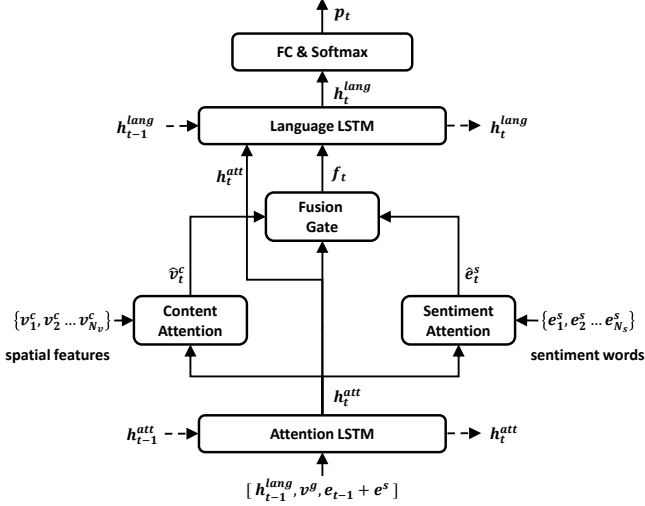 p_t
FC & Softmax
h_t^{lang}
h_{t-1}^{lang} Language LSTM h_t^{lang}
h_t^{att} f_t
Fusion
Gate
v̂_t^c ê_t^s
{v_1^c, v_2^c ... v_{N_v}^c} Content Attention Sentiment Attention {e_1^s, e_2^s ... e_{N_s}^s}
spatial features sentiment words
h_t^{att}
h_{t-1}^{att} Attention LSTM h_t^{att}
[ h_{t-1}^{lang}, v^g, e_{t-1} + e^s ]